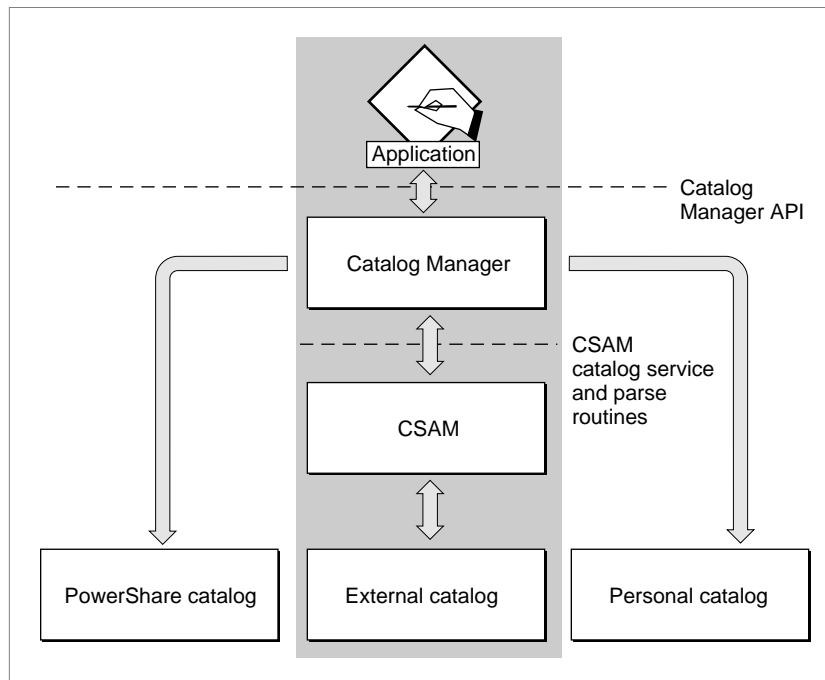 Application
Catalog
Manager API
Catalog Manager
CSAM
catalog service
and parse
routines
CSAM
PowerShare catalog
External catalog
Personal catalog